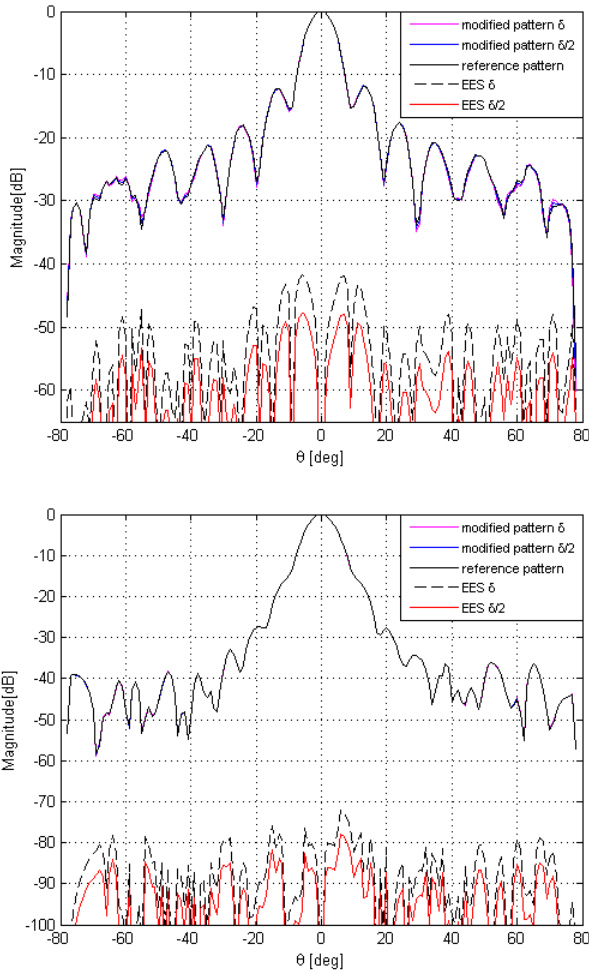 0
-10
-20
-30
-40
-50
-60
Magnitude[dB]
modified pattern δ
modified pattern δ/2
reference pattern
EES δ
EES δ/2
-80 -60 -40 -20 0 20 40 60 80
θ [deg]
0
-10
-20
-30
-40
-50
-60
-70
-80
-90
-100
Magnitude[dB]
modified pattern δ
modified pattern δ/2
reference pattern
EES δ
EES δ/2
-80 -60 -40 -20 0 20 40 60 80
θ [deg]